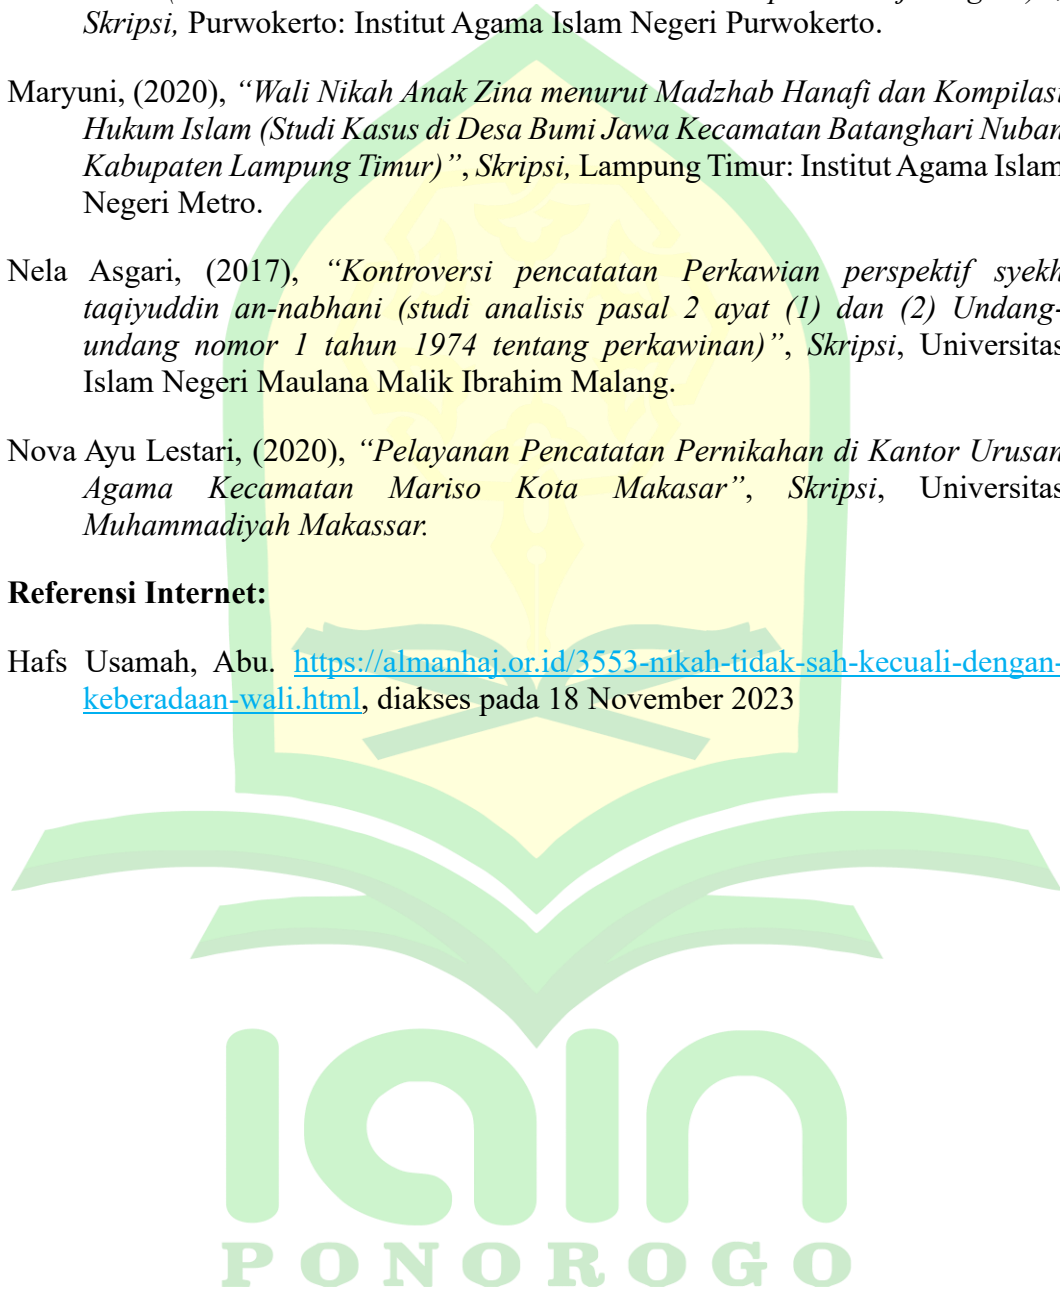 Skripsi, Purwokerto: Institut Agama Islam Negeri Purwokerto.
Maryuni, (2020), “Wali Nikah Anak Zina menurut Madzhab Hanafi dan Kompilasi
Hukum Islam (Studi Kasus di Desa Bumi Jawa Kecamatan Batanghari Nuban
Kabupaten Lampung Timur)”, Skripsi, Lampung Timur: Institut Agama Islam
Negeri Metro.
Nela Asgari, (2017), “Kontroversi pencatatan Perkawian perspektif syekh
taqiyuddin an-nabhani (studi analisis pasal 2 ayat (1) dan (2) Undang-
undang nomor 1 tahun 1974 tentang perkawinan)”, Skripsi, Universitas
Islam Negeri Maulana Malik Ibrahim Malang.
Nova Ayu Lestari, (2020), “Pelayanan Pencatatan Pernikahan di Kantor Urusan
Agama Kecamatan Mariso Kota Makasar”, Skripsi, Universitas
Muhammadiyah Makassar.
Referensi Internet:
Hafs Usamah, Abu. https://almanhaj.or.id/3553-nikah-tidak-sah-kecuali-dengan-
keberadaan-wali.html, diakses pada 18 November 2023
IAIN
PONOROGO